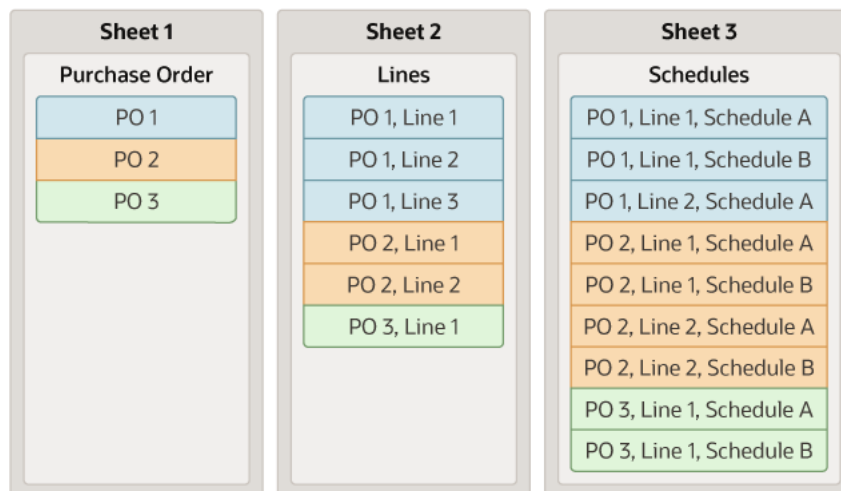 Sheet 1
Purchase Order
PO 1
PO 2
PO 3
Sheet 2
Lines
PO 1, Line 1
PO 1, Line 2
PO 1, Line 3
PO 2, Line 1
PO 2, Line 2
PO 3, Line 1
Sheet 3
Schedules
PO 1, Line 1, Schedule A
PO 1, Line 1, Schedule B
PO 1, Line 2, Schedule A
PO 2, Line 1, Schedule A
PO 2, Line 1, Schedule B
PO 2, Line 2, Schedule A
PO 2, Line 2, Schedule B
PO 3, Line 1, Schedule A
PO 3, Line 1, Schedule B